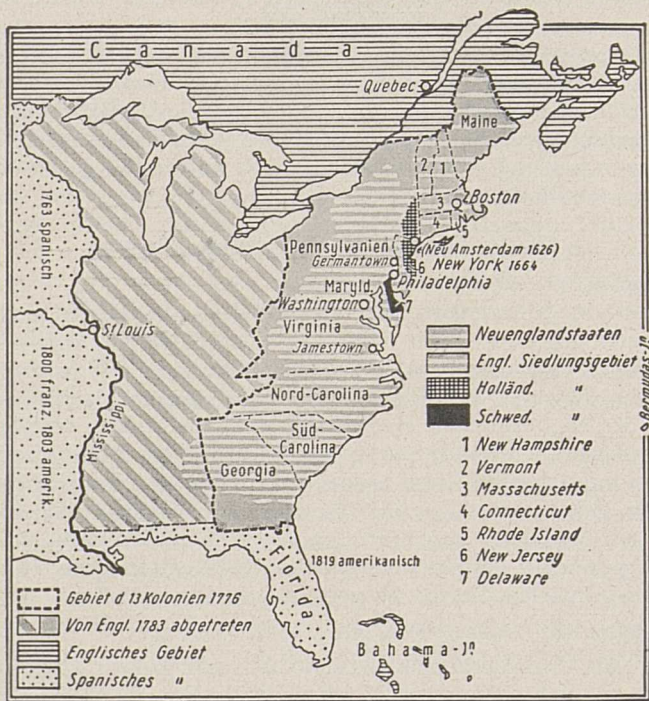 Canada
Quebec
Maine
2
1
3
Boston
4
5
(Neu Amsterdam 1626)
6 New York 1664
Pennsylvanien
Germantown
Philadelphia
Maryld.
Washington
7
Virginia
Jamestown
Nord-Carolina
Süd-
Carolina
Georgia
1763 spanisch
St. Louis
1800 franz. 1803 amerik.
Mississippi
Florida
1819 amerikanisch
Bahama-Jn
Bermudas-Jn
Neuenglandstaaten
Engl. Siedlungsgebiet
Holländ. "
Schwed. "
1 New Hampshire
2 Vermont
3 Massachusetts
4 Connecticut
5 Rhode Island
6 New Jersey
7 Delaware
Gebiet d. 13 Kolonien 1776
Von Engl. 1783 abgetreten
Englisches Gebiet
Spanisches "